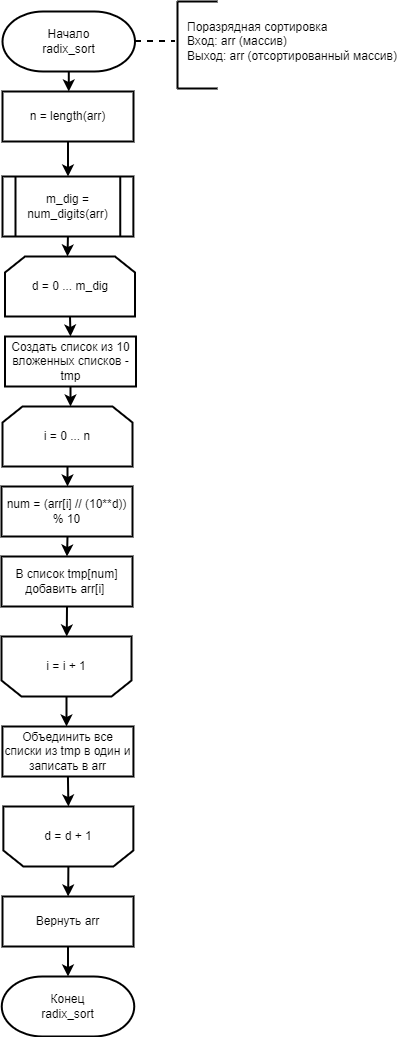 Начало
radix_sort
Поразрядная сортировка
Вход: arr (массив)
Выход: arr (отсортированный массив)
n = length(arr)
m_dig =
num_digits(arr)
d = 0 ... m_dig
Создать список из 10
вложенных списков -
tmp
i = 0 ... n
num = (arr[i] // (10**d))
% 10
В список tmp[num]
добавить arr[i]
i = i + 1
Объединить все
списки из tmp в один и
записать в arr
d = d + 1
Вернуть arr
Конец
radix_sort